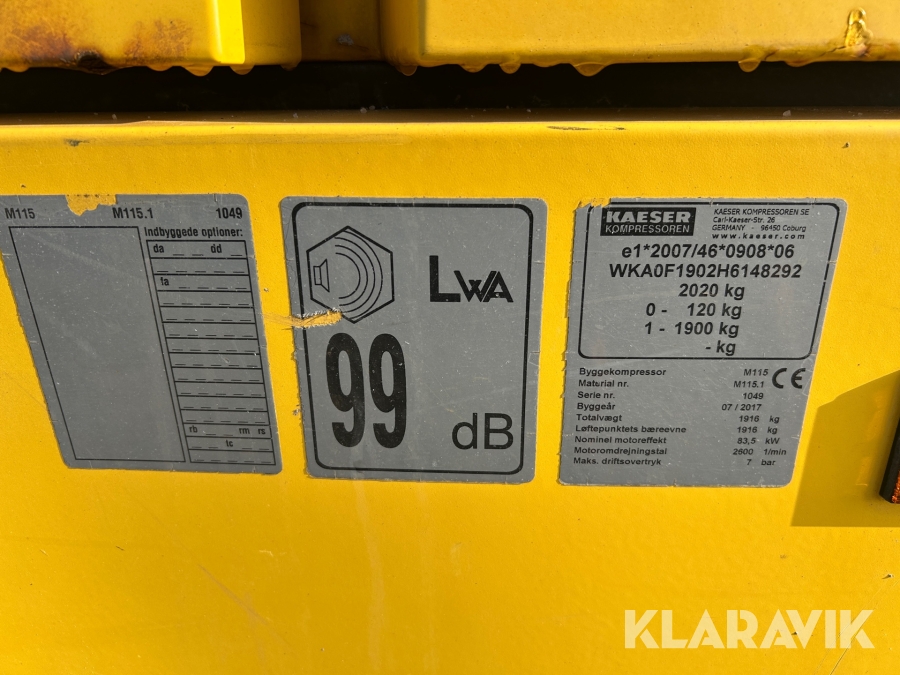 M115 M115.1 1049
Indbyggede optioner:
da dd
fa
rb rm rs
tc
LWA
99
dB
KAESER
KOMPRESSOREN
KAESER KOMPRESSOREN SE
Carl-Kaeser-Str. 26
GERMANY - 96450 Coburg
www.kaeser.com
e1*2007/46*0908*06
WKA0F1902H6148292
2020 kg
0 - 120 kg
1 - 1900 kg
- kg
Byggekompressor M115
Material nr. M115.1
CE
Serie nr. 1049
Byggeår 07 / 2017
Totalvægt 1916 kg
Løftepunktets bæreevne 1916 kg
Nominel motoreffekt 83,5 kW
Motoromdrejningstal 2600 1/min
Maks. driftsovertryk 7 bar
KLARAVIK